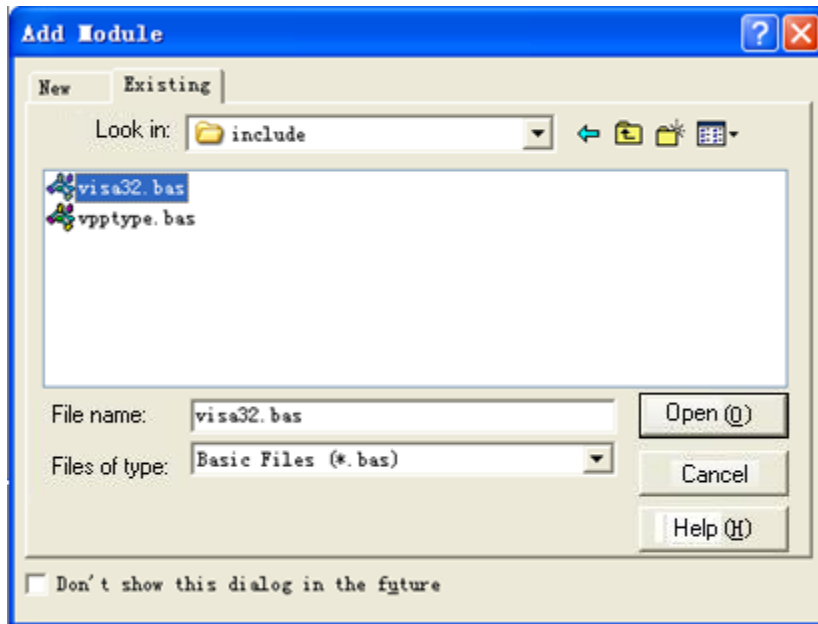 Add Module
New Existing
Look in: include
visa32.bas
vpptype.bas
File name: visa32.bas Open (O)
Files of type: Basic Files (*.bas)
Cancel
Help (H)
Don't show this dialog in the future